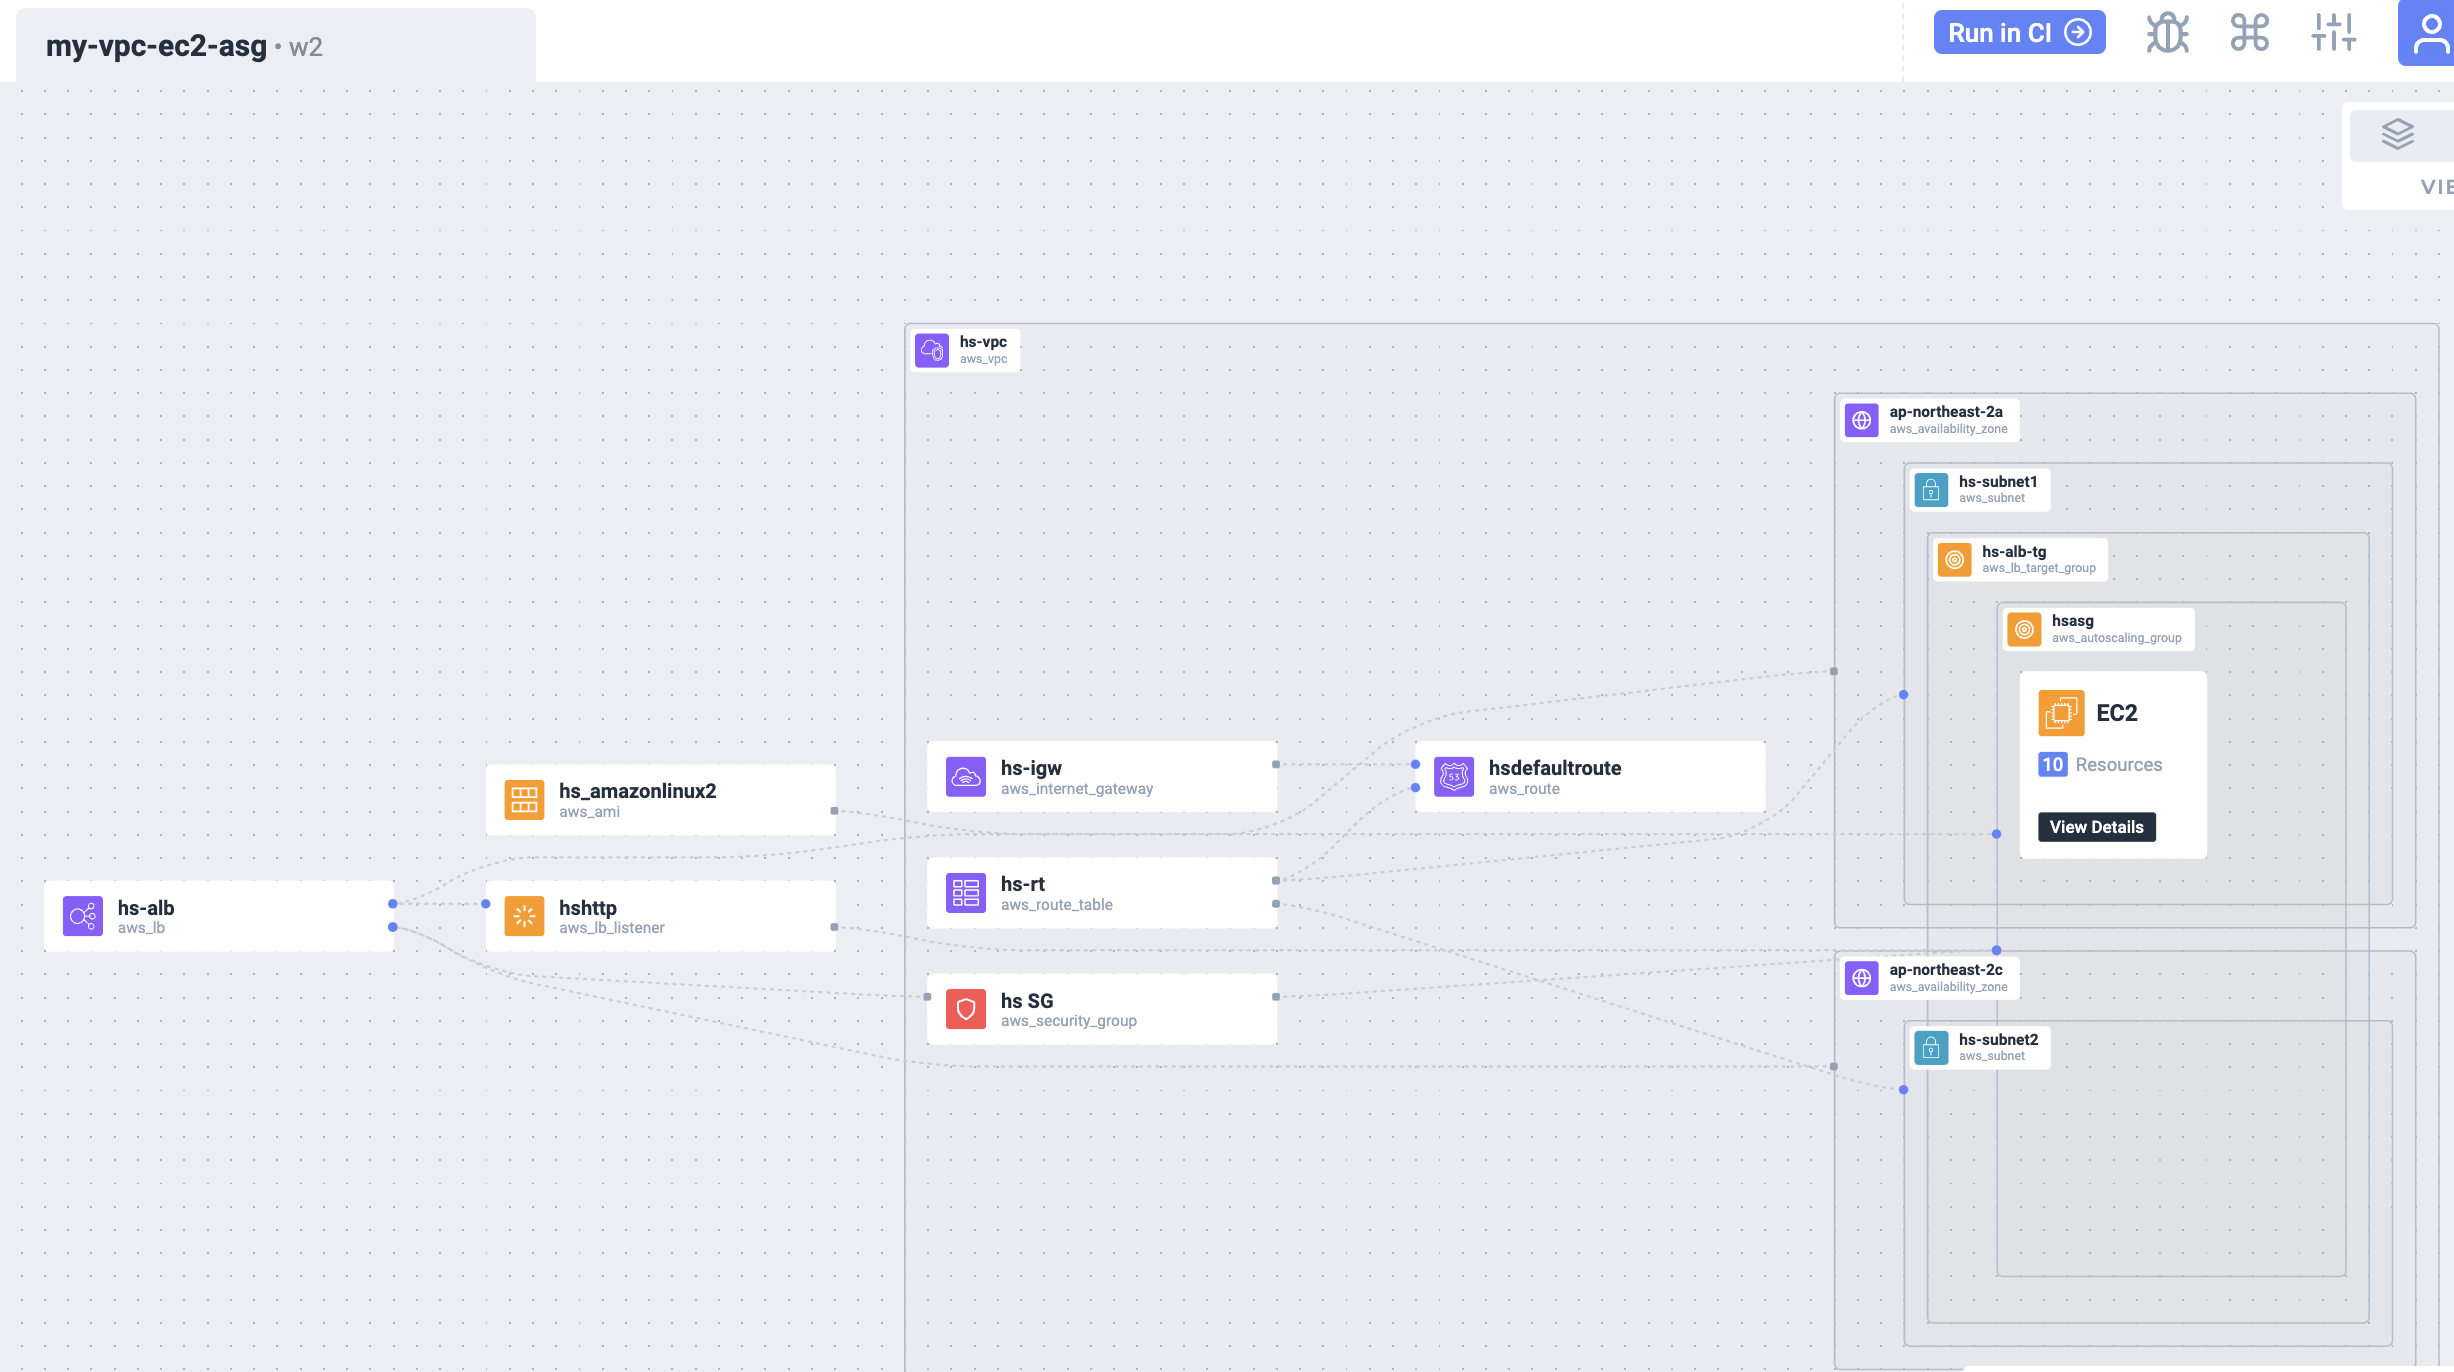 my-vpc-ec2-asg • w2
Run in CI
VIE
hs-vpc
aws_vpc
ap-northeast-2a
aws_availability_zone
hs-subnet1
aws_subnet
hs-alb-tg
aws_lb_target_group
hsasg
aws_autoscaling_group
EC2
10 Resources
View Details
hs-igw
aws_internet_gateway
hsdefaultroute
aws_route
53
hs_amazonlinux2
aws_ami
hs-rt
aws_route_table
hs-alb
aws_lb
hshttp
aws_lb_listener
hs SG
aws_security_group
ap-northeast-2c
aws_availability_zone
hs-subnet2
aws_subnet